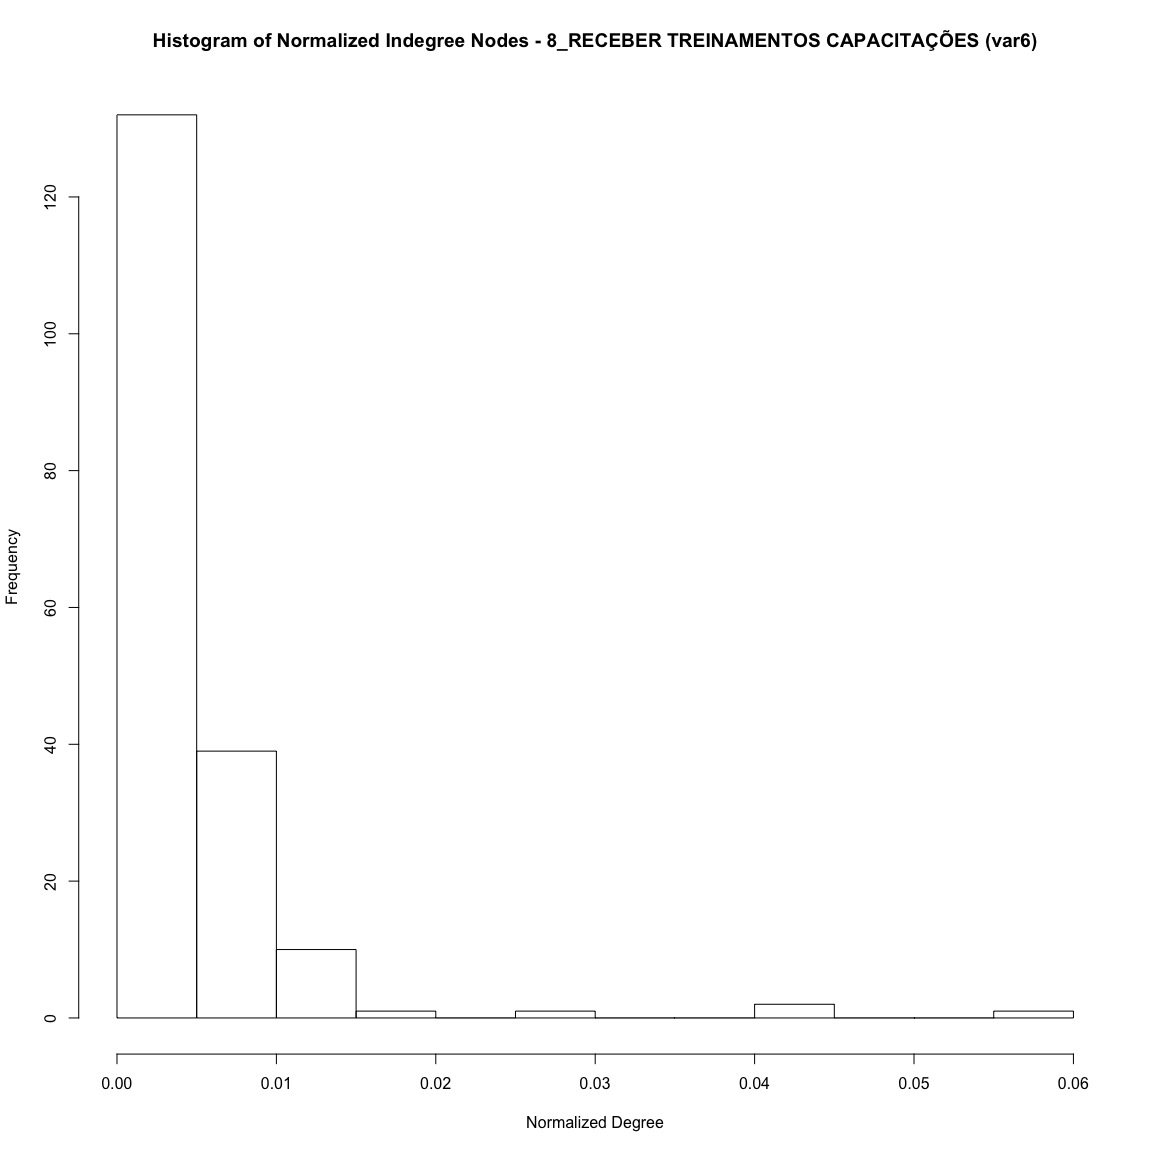 Histogram of Normalized Indegree Nodes - 8_RECEBER TREINAMENTOS CAPACITAÇÕES (var6)
120
100
80
60
40
20
0
Frequency
0.00 0.01 0.02 0.03 0.04 0.05 0.06
Normalized Degree